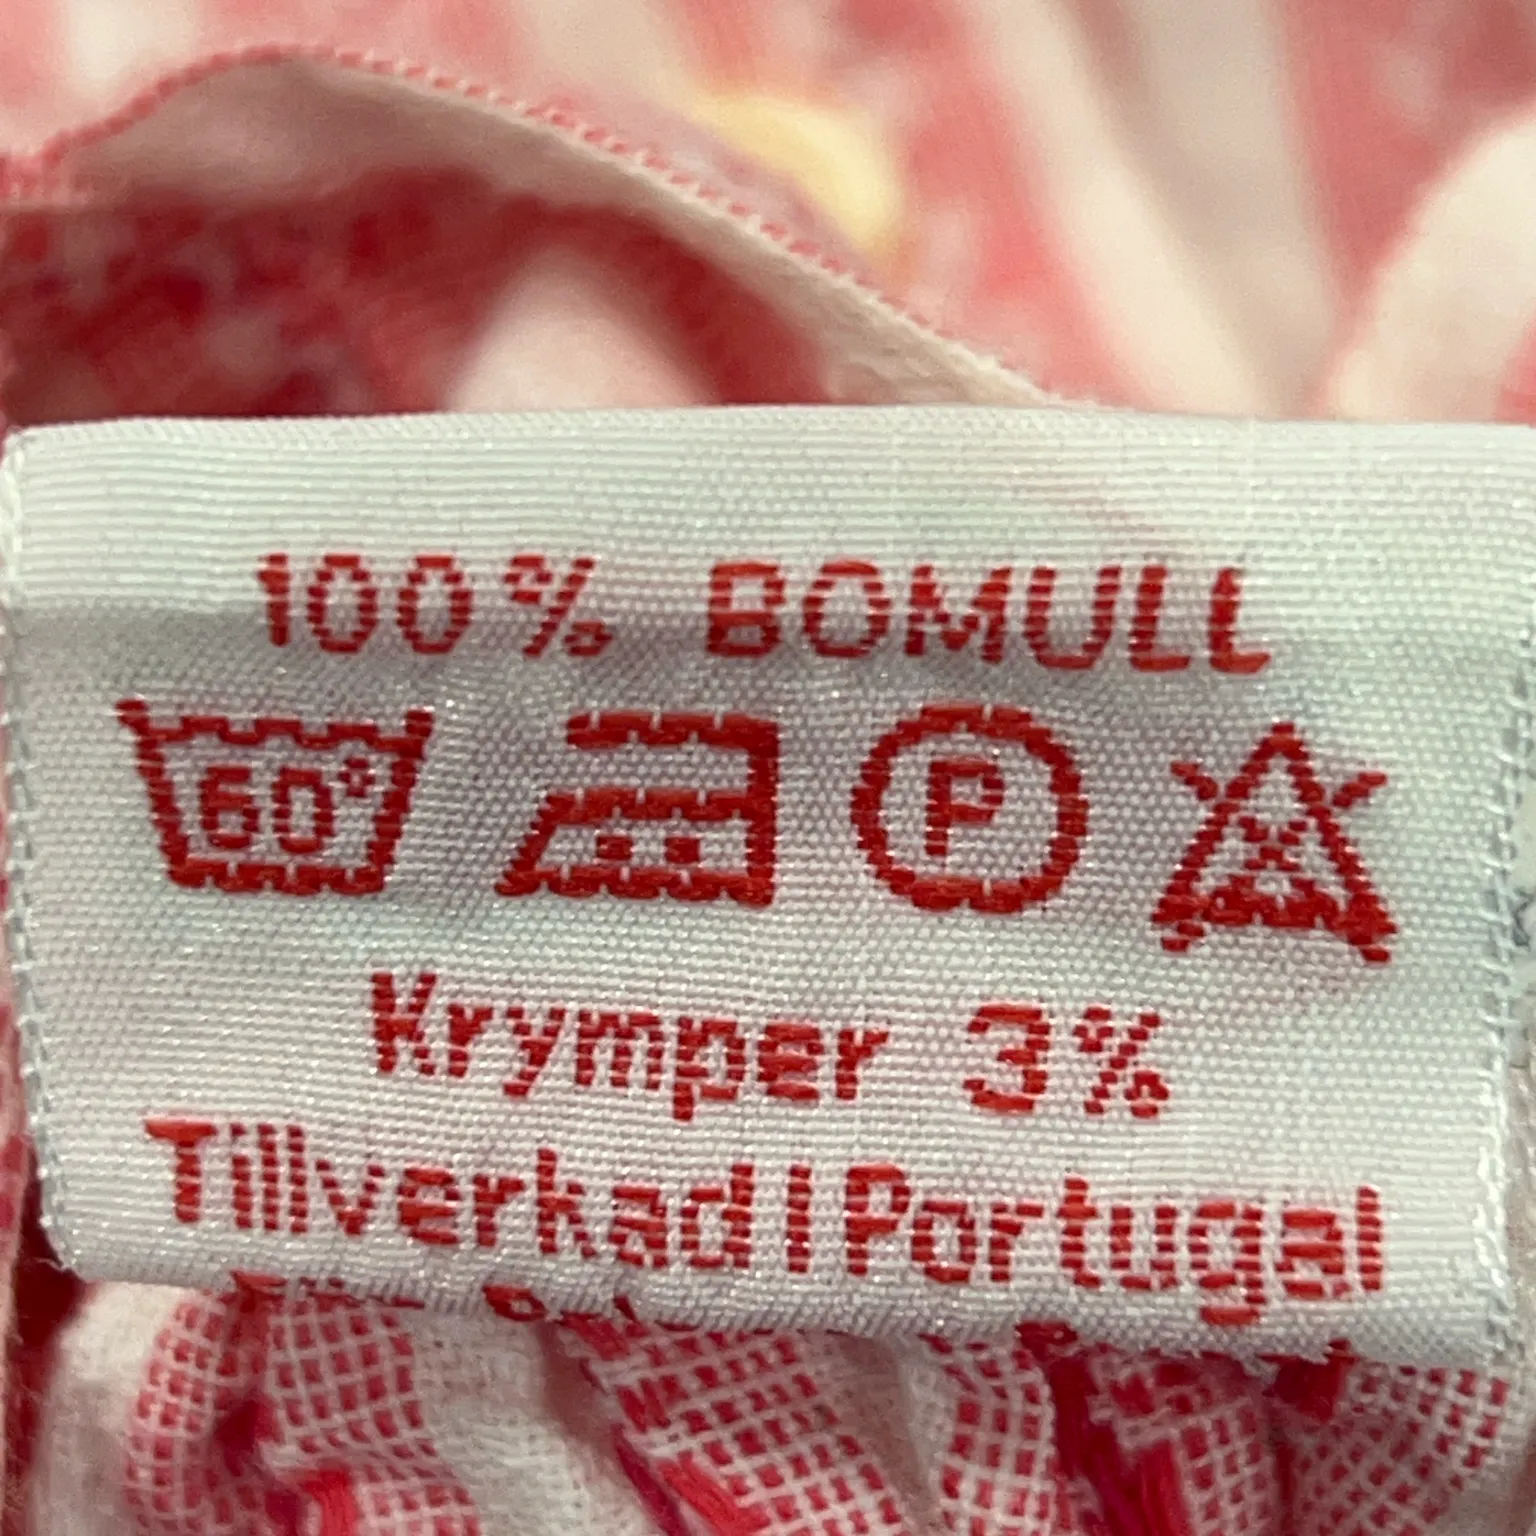 100% BOMULL
60° P
Krymper 3%
Tillverkad I Portugal